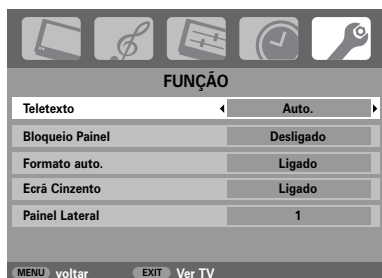 FUNÇÃO
Teletexto Auto.
Bloqueio Painel Desligado
Formato auto. Ligado
Ecrã Cinzento Ligado
Painel Lateral 1
MENU voltar EXIT Ver TV